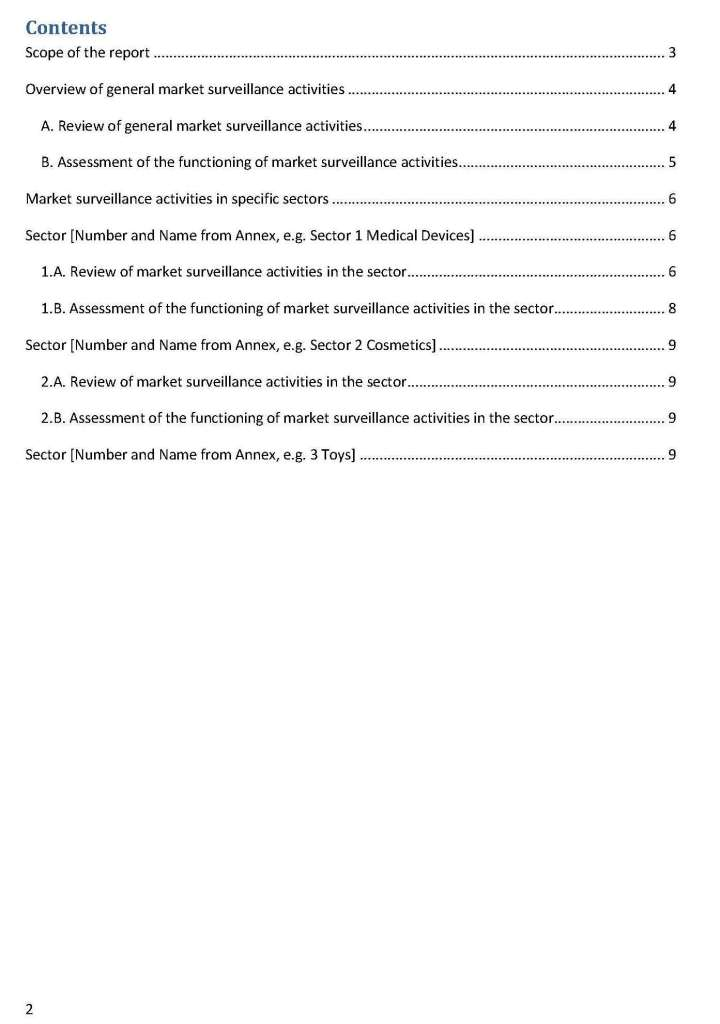 Contents
Scope of the report ........................................................................................................................ 3
Overview of general market surveillance activities ........................................................................ 4
A. Review of general market surveillance activities........................................................................ 4
B. Assessment of the functioning of market surveillance activities.................................................... 5
Market surveillance activities in specific sectors ........................................................................ 6
Sector [Number and Name from Annex, e.g. Sector 1 Medical Devices] ............................................... 6
1.A. Review of market surveillance activities in the sector................................................................. 6
1.B. Assessment of the functioning of market surveillance activities in the sector............................ 8
Sector [Number and Name from Annex, e.g. Sector 2 Cosmetics] ......................................................... 9
2.A. Review of market surveillance activities in the sector................................................................. 9
2.B. Assessment of the functioning of market surveillance activities in the sector............................ 9
Sector [Number and Name from Annex, e.g. 3 Toys] ............................................................................. 9
2